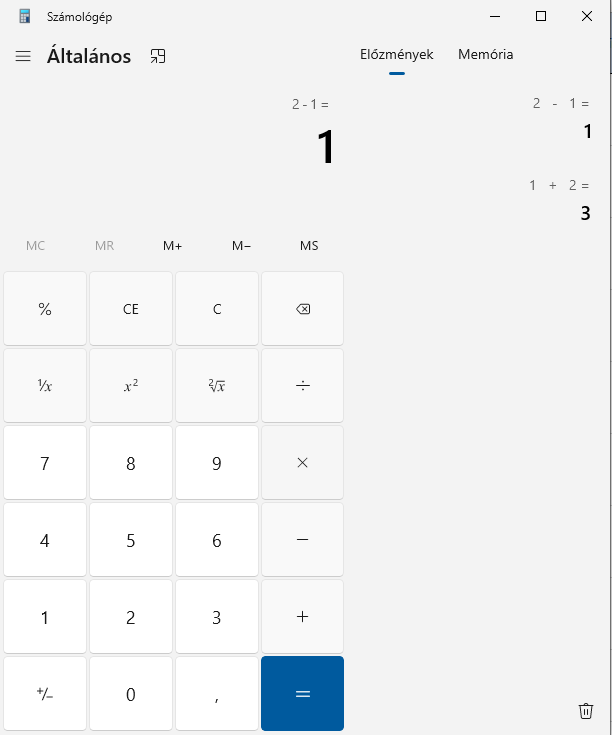 Számológép
Általános
Előzmények Memória
2 - 1 =
1
2 - 1 =
1
1 + 2 =
3
MC MR M+ M− MS
% CE C
¹⁄x x² ²√x ÷
7 8 9 ×
4 5 6 −
1 2 3 +
+/− 0 , =